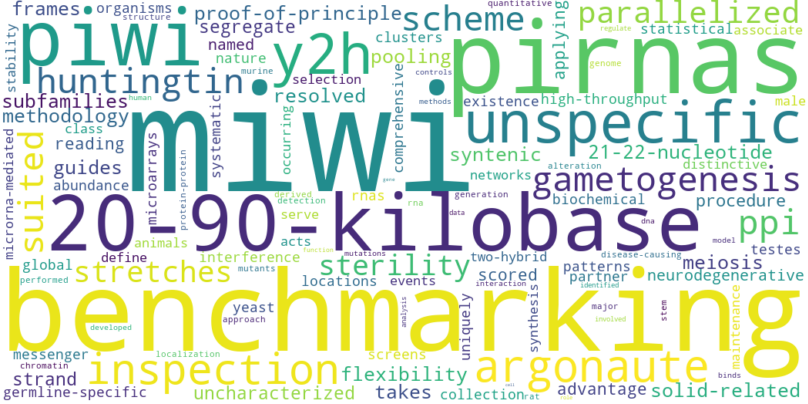 frames organisms proof-of-principle scheme quantitative parallelized
structure segregate applying
piwi named y2h clusters pirnas statistical associate
stability nature pooling
huntingtin murine selection regulate
subfamilies human resolved existence high-throughput genome male
methodology miwi controls methods unspecific
class systematic occurring comprehensive
reading syntenic 21-22-nucleotide
guides microarrays protein-protein networks alteration distinctive
microrna-mediated suited abundance rnas derived detection gene gametogenesis
20-90-kilobase generation biochemical procedure
animals serve rna data dna ppi
define acts interference mutations two-hybrid disease-causing model testes
global function sterility patterns meiosis
performed stretches mutants locations events scored partner neurodegenerative
benchmarking interaction identified
yeast approach analysis uniquely synthesis major stem maintenance
developed involved
messenger localization screens
chromatin inspection argonaute binds
strand flexibility cell advantage solid-related
germline-specific uncharacterized takes collection rat